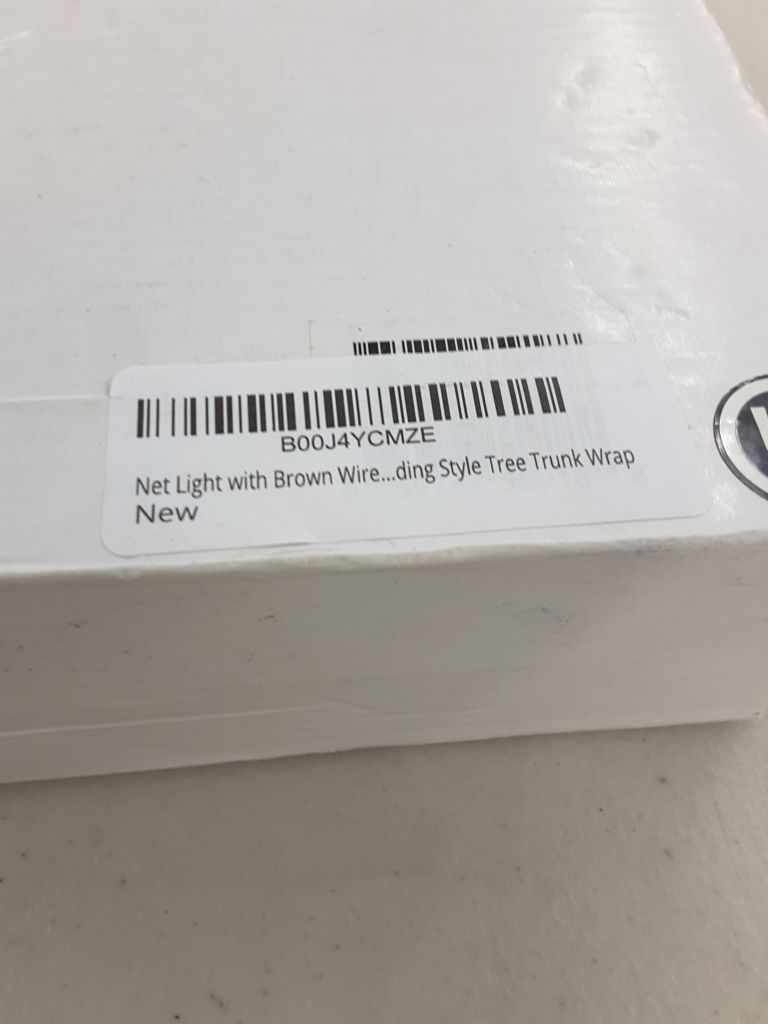 B00J4YCMZE
Net Light with Brown Wire...ding Style Tree Trunk Wrap
New